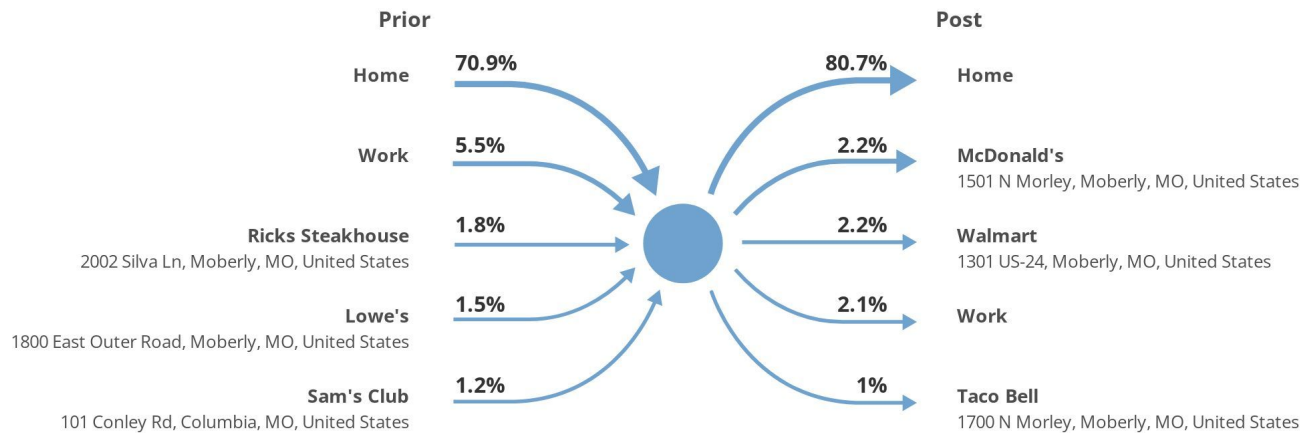 Prior
Post
70.9%
Home
80.7%
Home
5.5%
Work
2.2%
McDonald's
1501 N Morley, Moberly, MO, United States
1.8%
Ricks Steakhouse
2002 Silva Ln, Moberly, MO, United States
2.2%
Walmart
1301 US-24, Moberly, MO, United States
1.5%
Lowe's
1800 East Outer Road, Moberly, MO, United States
2.1%
Work
1.2%
Sam's Club
101 Conley Rd, Columbia, MO, United States
1%
Taco Bell
1700 N Morley, Moberly, MO, United States